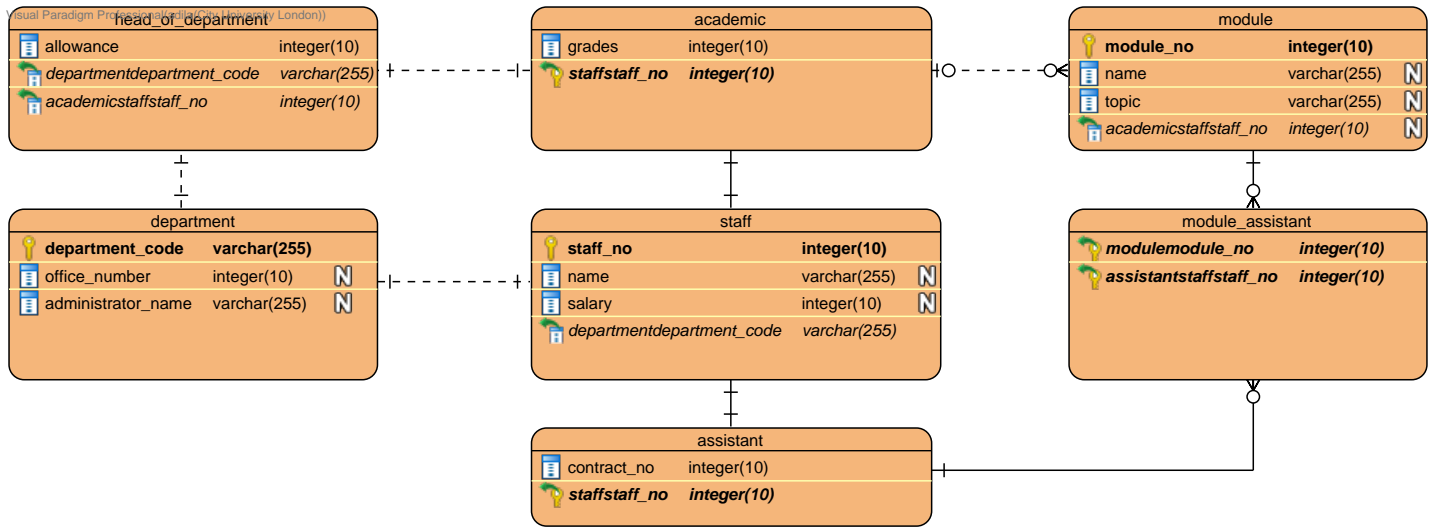 Visual Paradigm Professional(adila(City University London))
head_of_department
allowance integer(10)
departmentdepartment_code varchar(255)
academicstaffstaff_no integer(10)
academic
grades integer(10)
staffstaff_no integer(10)
module
module_no integer(10)
name varchar(255) N
topic varchar(255) N
academicstaffstaff_no integer(10) N
department
department_code varchar(255)
office_number integer(10) N
administrator_name varchar(255) N
staff
staff_no integer(10)
name varchar(255) N
salary integer(10) N
departmentdepartment_code varchar(255)
module_assistant
modulemodule_no integer(10)
assistantstaffstaff_no integer(10)
assistant
contract_no integer(10)
staffstaff_no integer(10)